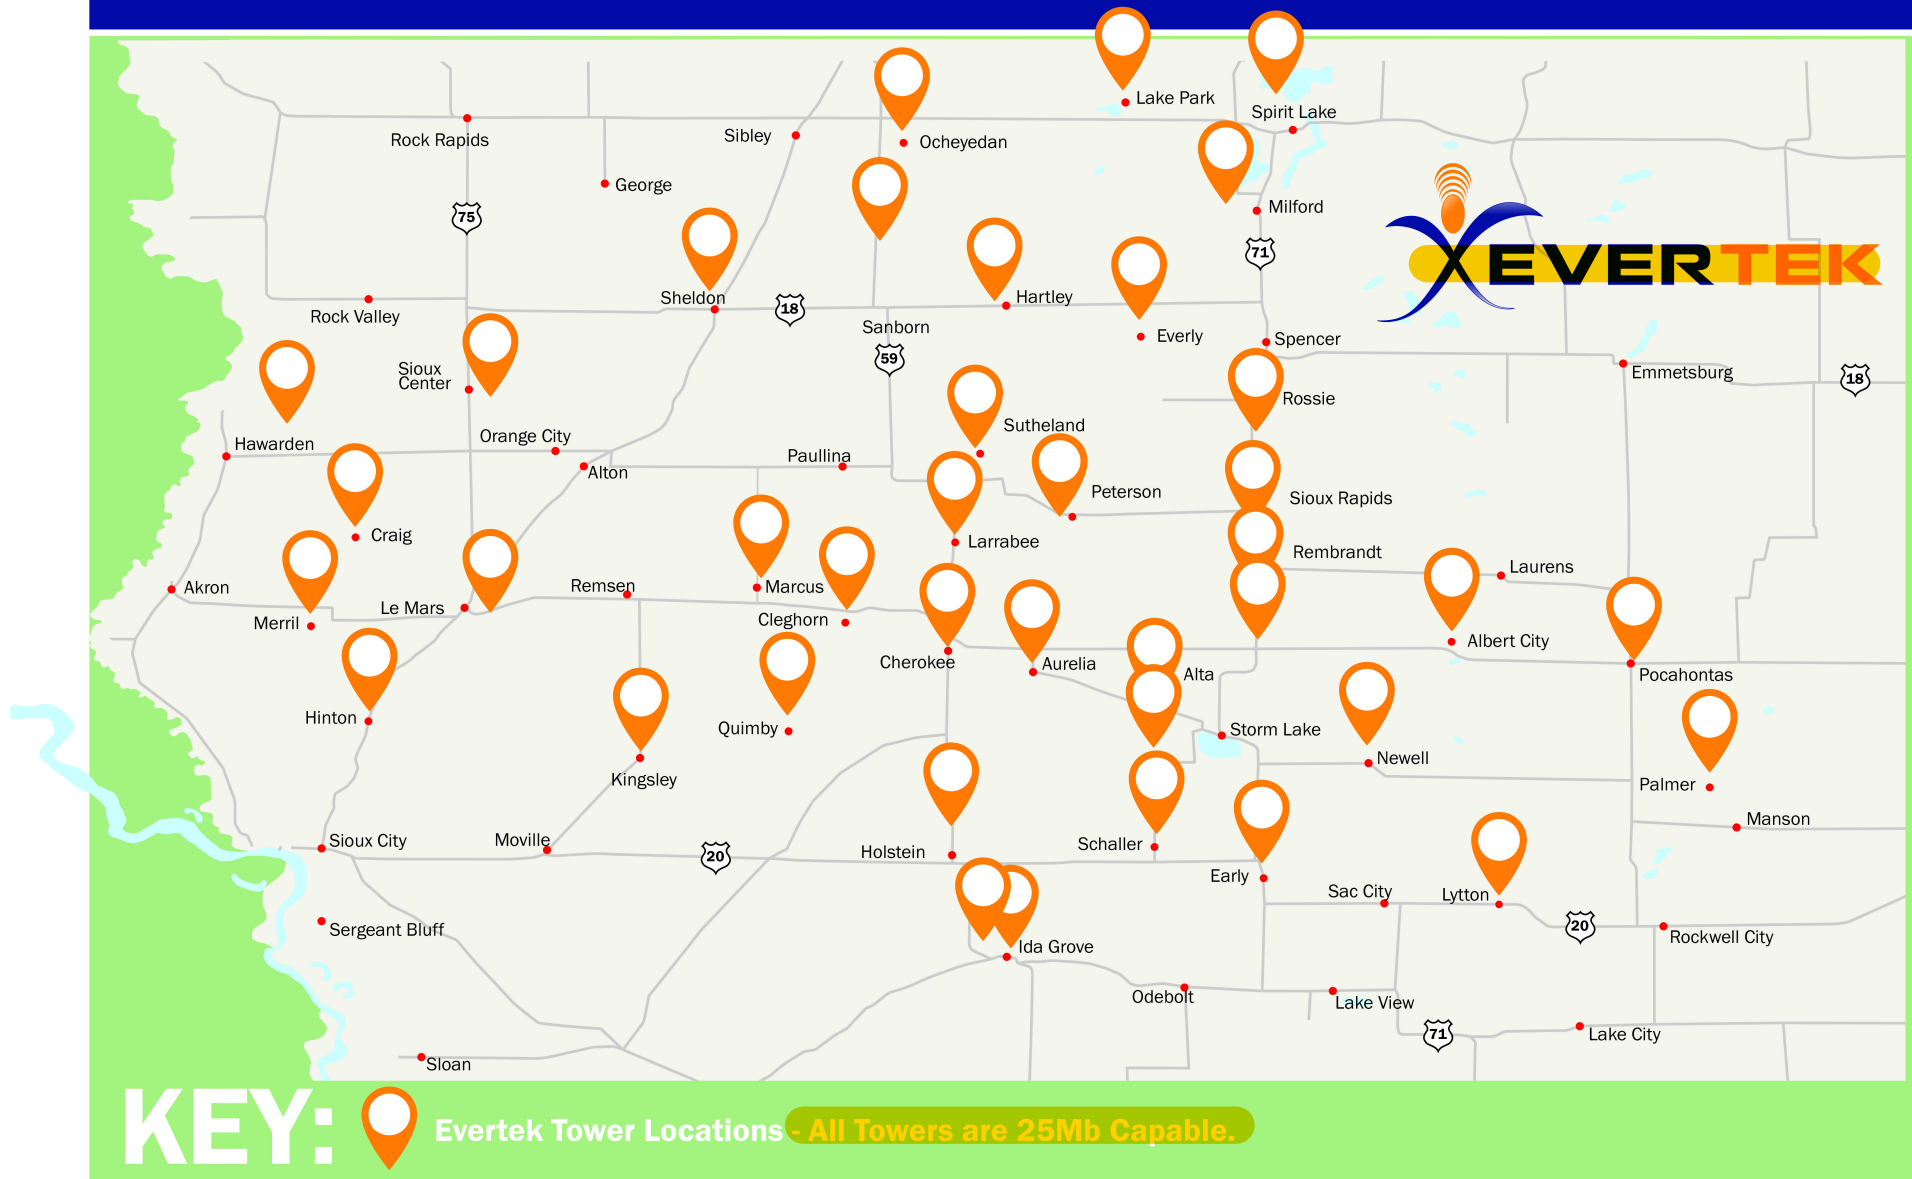 Lake Park
Spirit Lake
Rock Rapids
Sibley
Ocheyedan
George
Milford
75
71
EVERTEK
Sheldon
18
Hartley
Rock Valley
Sanborn
Everly
Spencer
59
Sioux
Center
Emmetsburg
18
Rossie
Sutheland
Hawarden
Orange City
Alton
Paullina
Peterson
Sioux Rapids
Craig
Larrabee
Rembrandt
Laurens
Akron
Remsen
Marcus
Le Mars
Merril
Cleghorn
Albert City
Cherokee
Aurelia
Alta
Pocahontas
Hinton
Quimby
Storm Lake
Newell
Kingsley
Palmer
Manson
Sioux City
Moville
20
Holstein
Schaller
Early
Sac City
Lytton
20
Sergeant Bluff
Rockwell City
Ida Grove
Odebolt
Lake View
71
Lake City
Sloan
KEY:
Evertek Tower Locations - All Towers are 25Mb Capable.